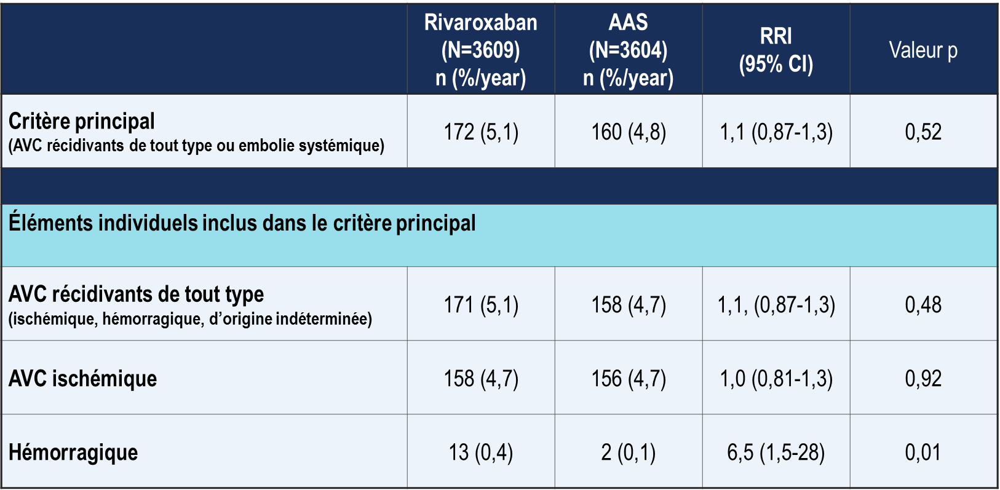 Rivaroxaban
(N=3609)
n (%/year)
AAS
(N=3604)
n (%/year)
RRI
(95% CI)
Valeur p
Critère principal
(AVC récidivants de tout type ou embolie systémique)
172 (5,1)
160 (4,8)
1,1 (0,87-1,3)
0,52
Éléments individuels inclus dans le critère principal
AVC récidivants de tout type
(ischémique, hémorragique, d’origine indéterminée)
171 (5,1)
158 (4,7)
1,1, (0,87-1,3)
0,48
AVC ischémique
158 (4,7)
156 (4,7)
1,0 (0,81-1,3)
0,92
Hémorragique
13 (0,4)
2 (0,1)
6,5 (1,5-28)
0,01